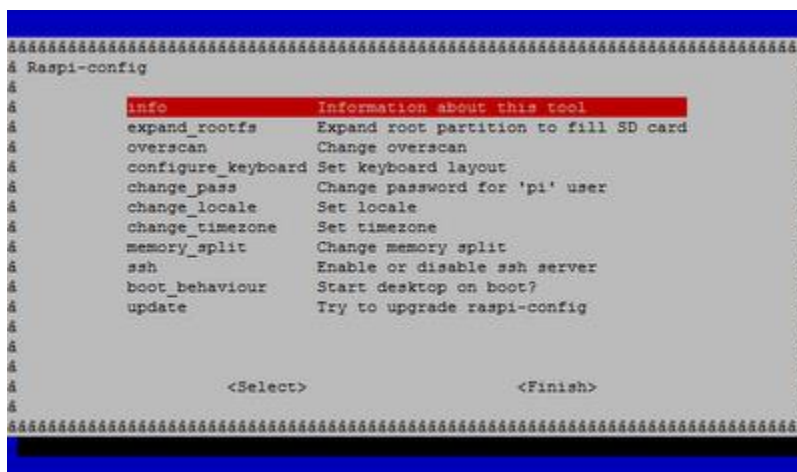 Raspi-config
info Information about this tool
expand_rootfs Expand root partition to fill SD card
overscan Change overscan
configure_keyboard Set keyboard layout
change_pass Change password for 'pi' user
change_locale Set locale
change_timezone Set timezone
memory_split Change memory split
ssh Enable or disable ssh server
boot_behaviour Start desktop on boot?
update Try to upgrade raspi-config
<Select> <Finish>